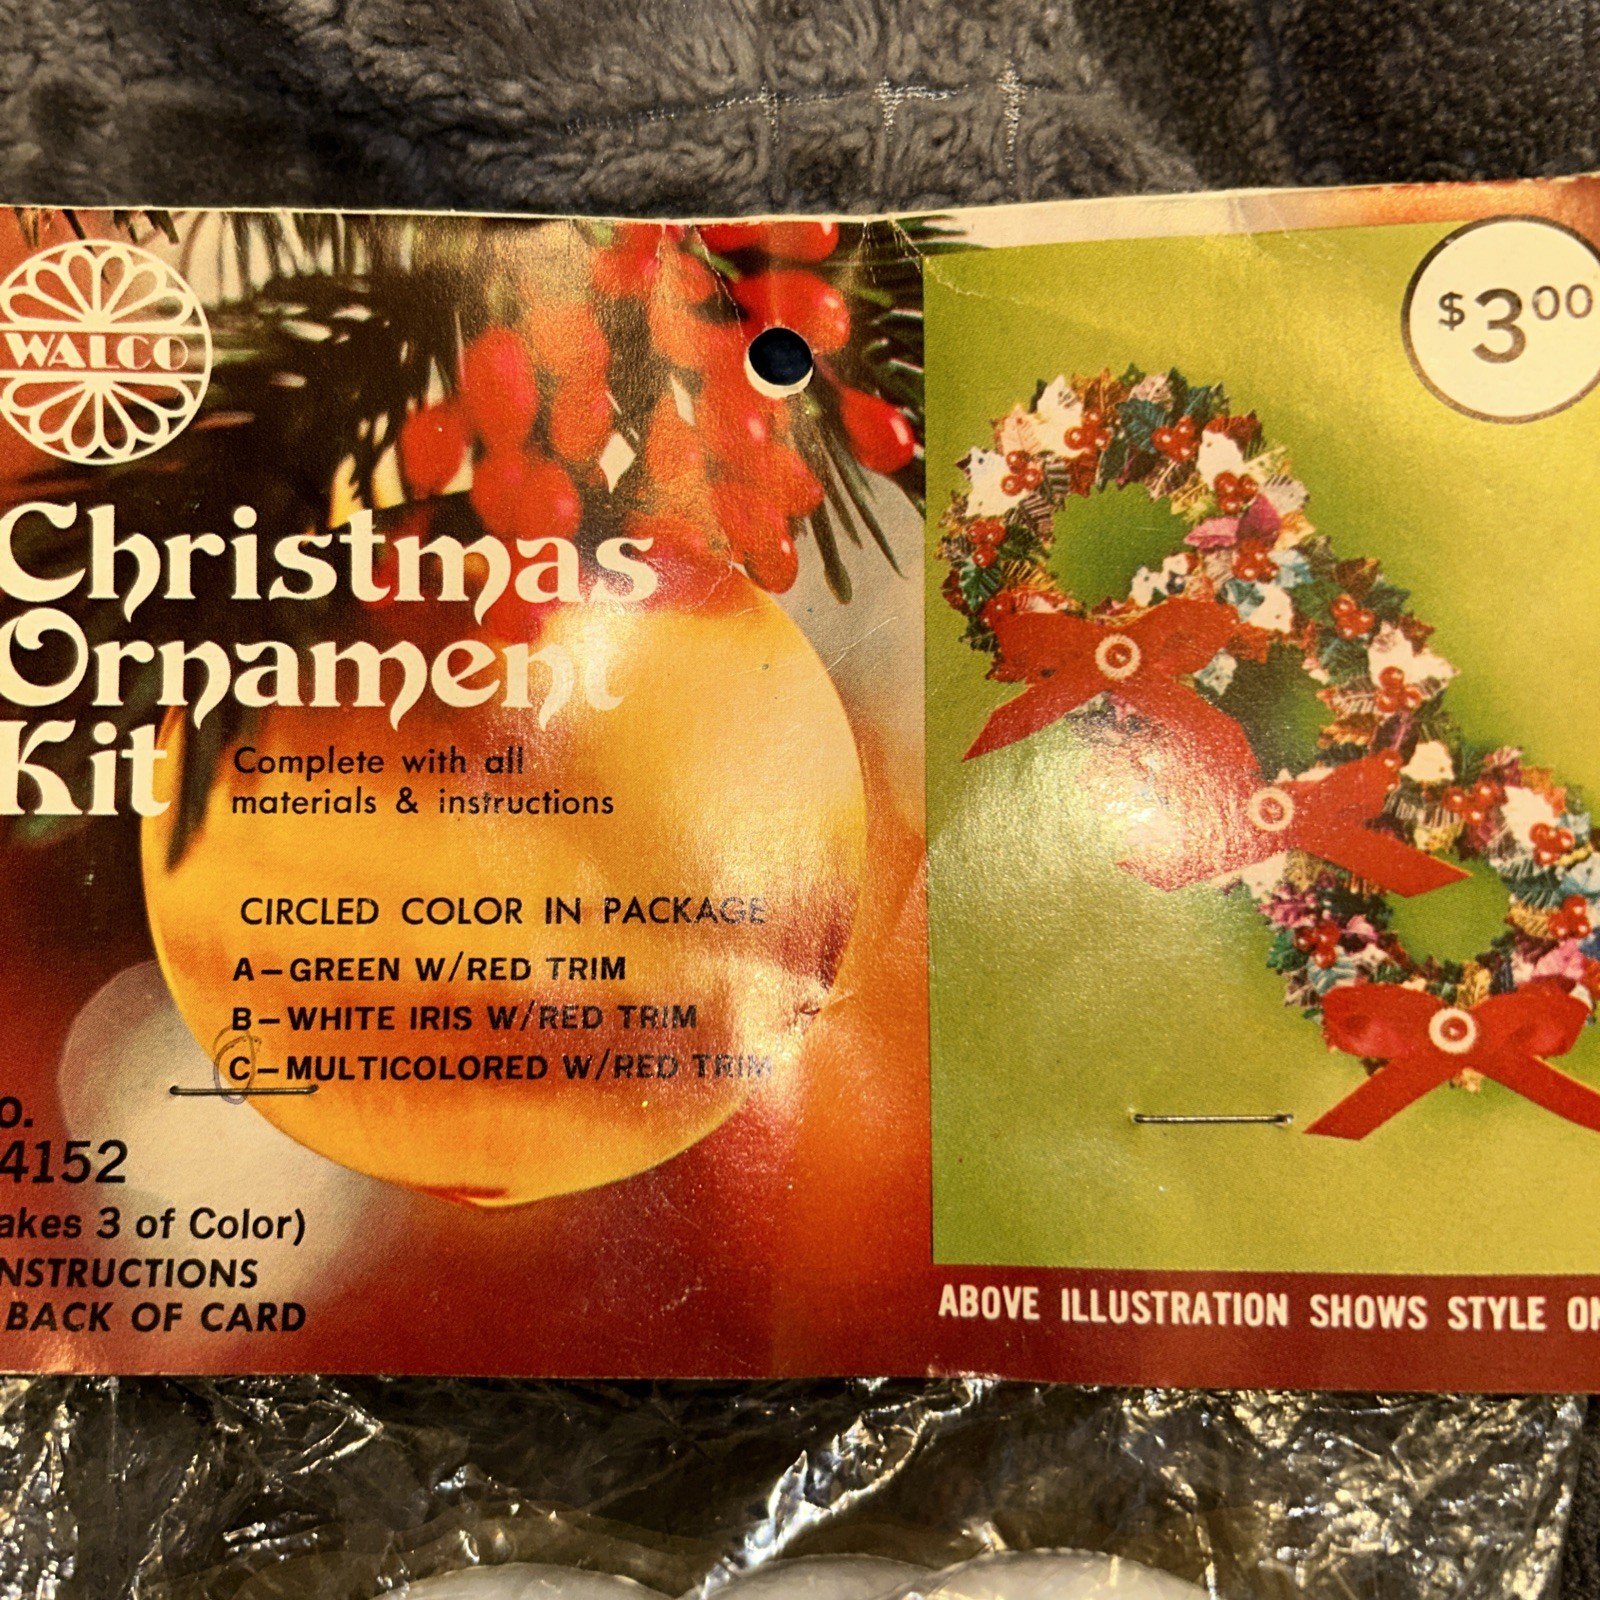 WALCO
$3.00
Christmas
Ornament
Kit
Complete with all
materials & instructions
CIRCLED COLOR IN PACKAGE
A–GREEN W/RED TRIM
B–WHITE IRIS W/RED TRIM
C–MULTICOLORED W/RED TRIM
o.
4152
akes 3 of Color)
NSTRUCTIONS
BACK OF CARD
ABOVE ILLUSTRATION SHOWS STYLE